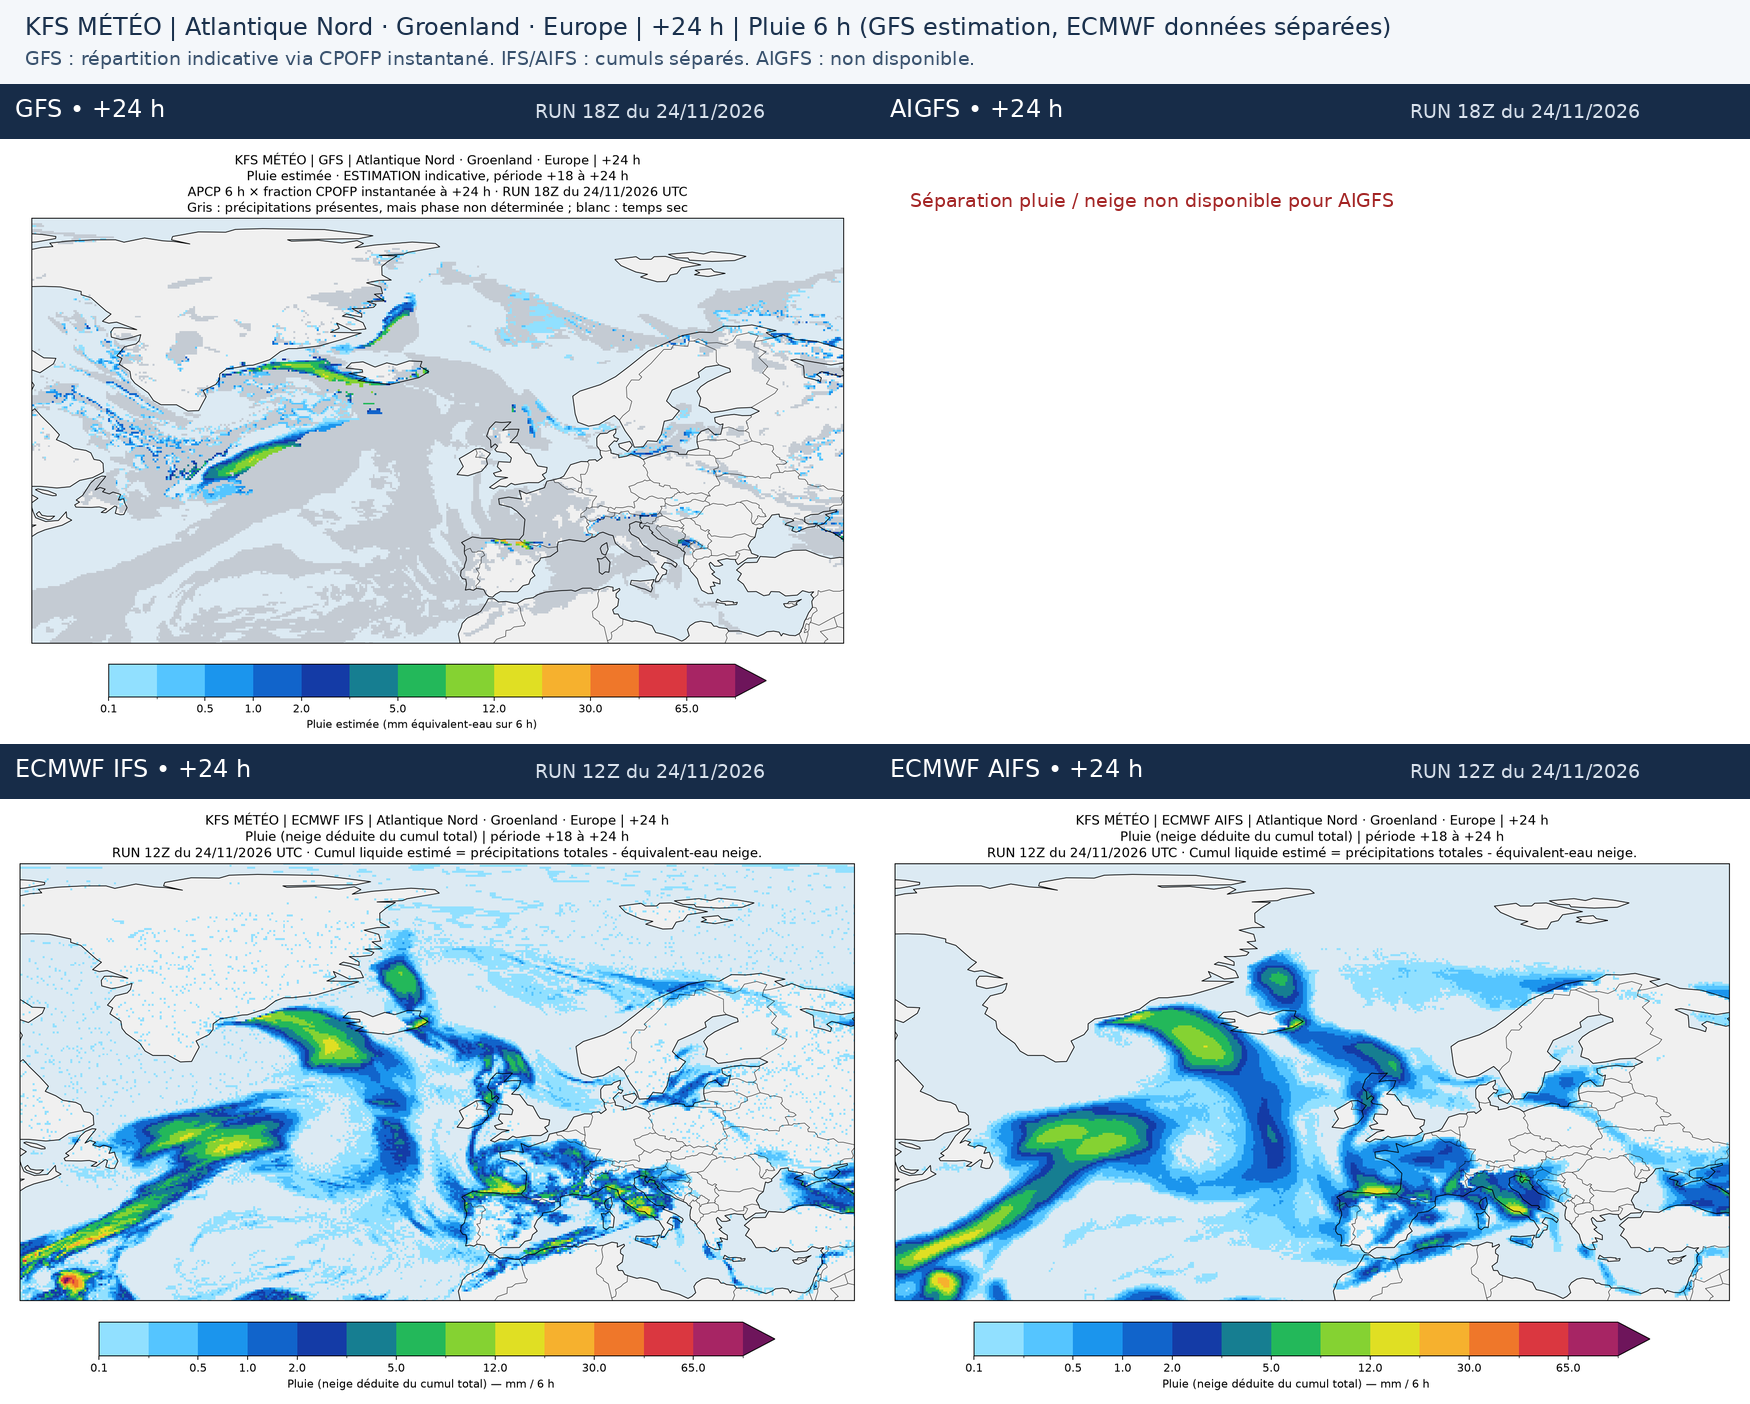 KFS MÉTÉO | Atlantique Nord · Groenland · Europe | +24 h | Pluie 6 h (GFS estimation, ECMWF données séparées)
GFS : répartition indicative via CPOFP instantané. IFS/AIFS : cumuls séparés. AIGFS : non disponible.
GFS • +24 h
RUN 18Z du 24/11/2026
AIGFS • +24 h
RUN 18Z du 24/11/2026
KFS MÉTÉO | GFS | Atlantique Nord · Groenland · Europe | +24 h
Pluie estimée · ESTIMATION indicative, période +18 à +24 h
APCP 6 h × fraction CPOFP instantanée à +24 h · RUN 18Z du 24/11/2026 UTC
Gris : précipitations présentes, mais phase non déterminée ; blanc : temps sec
Séparation pluie / neige non disponible pour AIGFS
0.1 0.5 1.0 2.0 5.0 12.0 30.0 65.0
Pluie estimée (mm équivalent-eau sur 6 h)
ECMWF IFS • +24 h
RUN 12Z du 24/11/2026
ECMWF AIFS • +24 h
RUN 12Z du 24/11/2026
KFS MÉTÉO | ECMWF IFS | Atlantique Nord · Groenland · Europe | +24 h
Pluie (neige déduite du cumul total) | période +18 à +24 h
RUN 12Z du 24/11/2026 UTC · Cumul liquide estimé = précipitations totales - équivalent-eau neige.
KFS MÉTÉO | ECMWF AIFS | Atlantique Nord · Groenland · Europe | +24 h
Pluie (neige déduite du cumul total) | période +18 à +24 h
RUN 12Z du 24/11/2026 UTC · Cumul liquide estimé = précipitations totales - équivalent-eau neige.
0.1 0.5 1.0 2.0 5.0 12.0 30.0 65.0
Pluie (neige déduite du cumul total) — mm / 6 h
0.1 0.5 1.0 2.0 5.0 12.0 30.0 65.0
Pluie (neige déduite du cumul total) — mm / 6 h